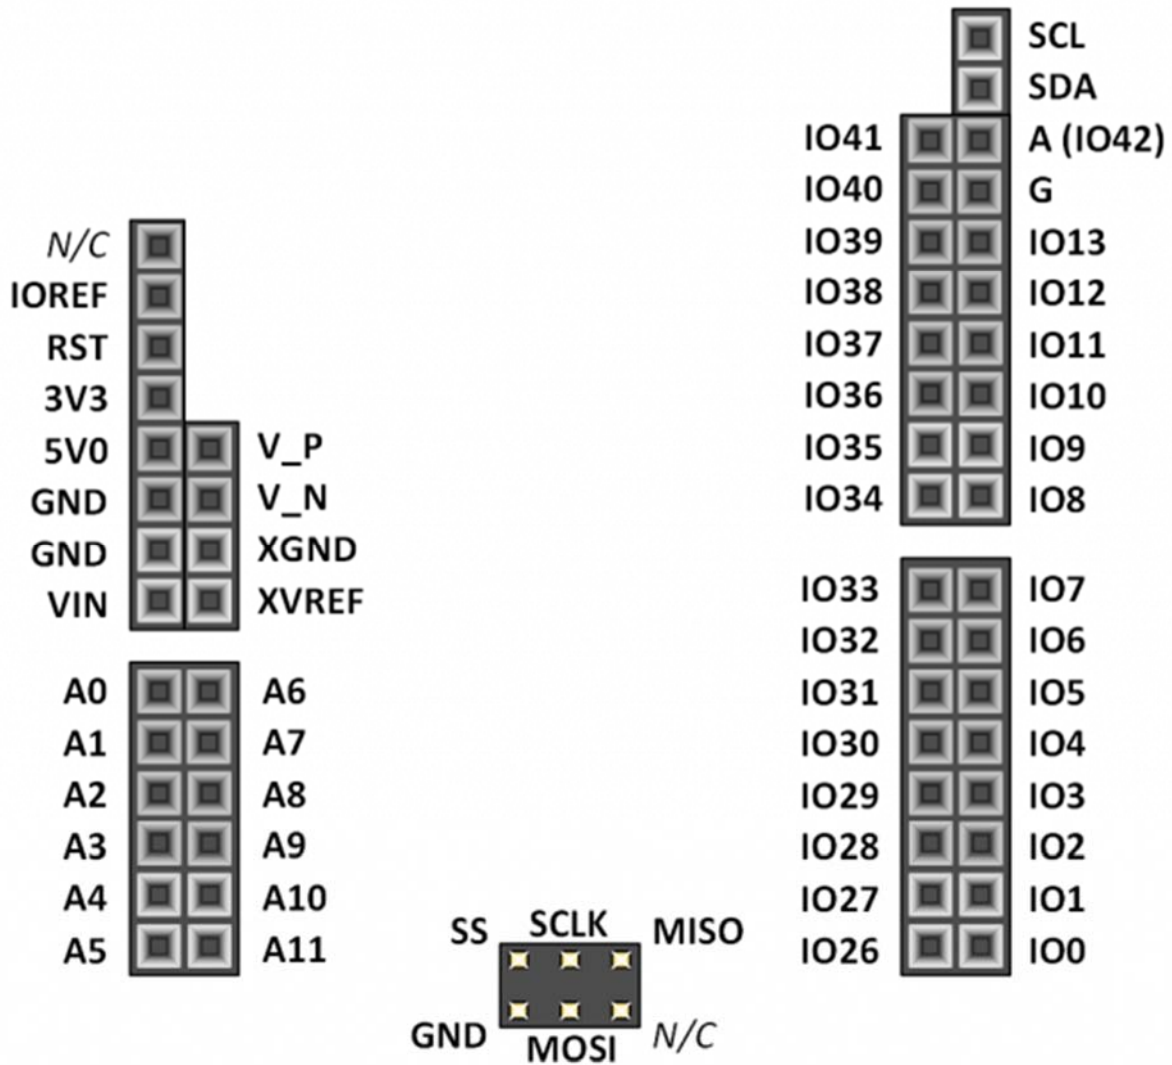 SCL
SDA
IO41 A (IO42)
IO40 G
IO39 IO13
IO38 IO12
IO37 IO11
IO36 IO10
IO35 IO9
IO34 IO8
N/C
IOREF
RST
3V3
5V0 V_P
GND V_N
GND XGND
VIN XVREF
IO33 IO7
IO32 IO6
IO31 IO5
IO30 IO4
IO29 IO3
IO28 IO2
IO27 IO1
IO26 IO0
A0 A6
A1 A7
A2 A8
A3 A9
A4 A10
A5 A11
SS SCLK MISO
GND MOSI N/C